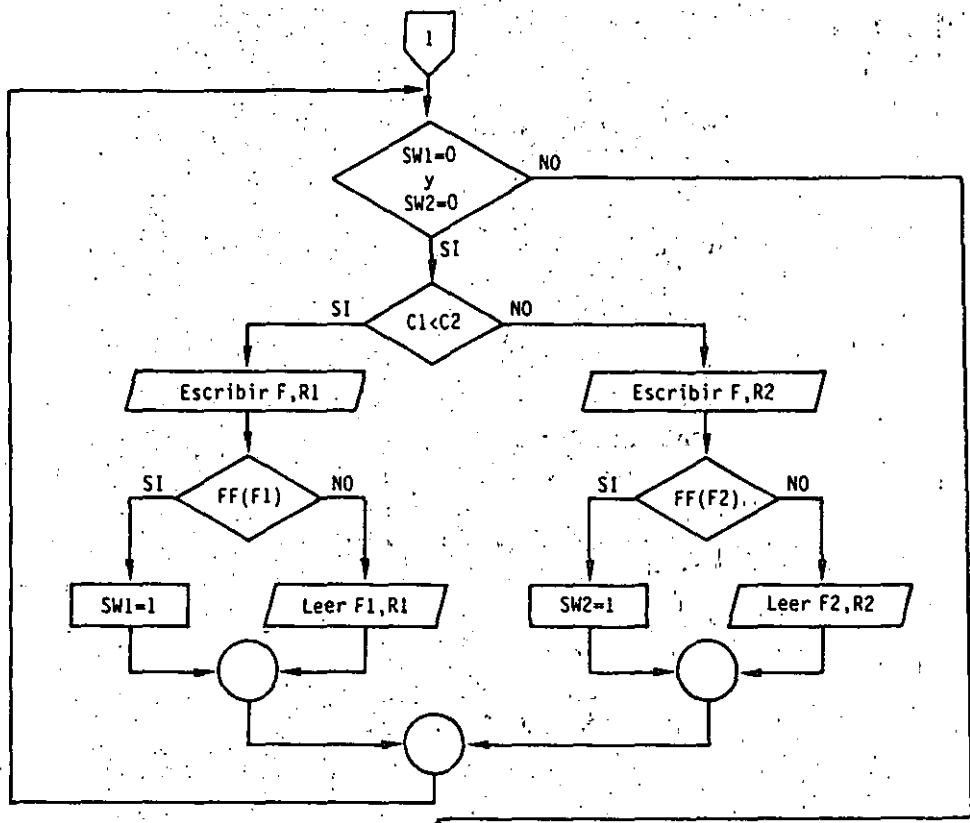 1
SW1=0
y
SW2=0
NO
SI
SI
C1<C2
NO
Escribir F,R1
Escribir F,R2
SI
FF(F1)
NO
SI
FF(F2)
NO
SW1=1
Leer F1,R1
SW2=1
Leer F2,R2